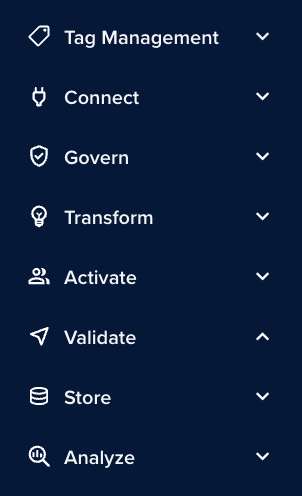 Tag Management
Connect
Govern
Transform
Activate
Validate
Store
Analyze